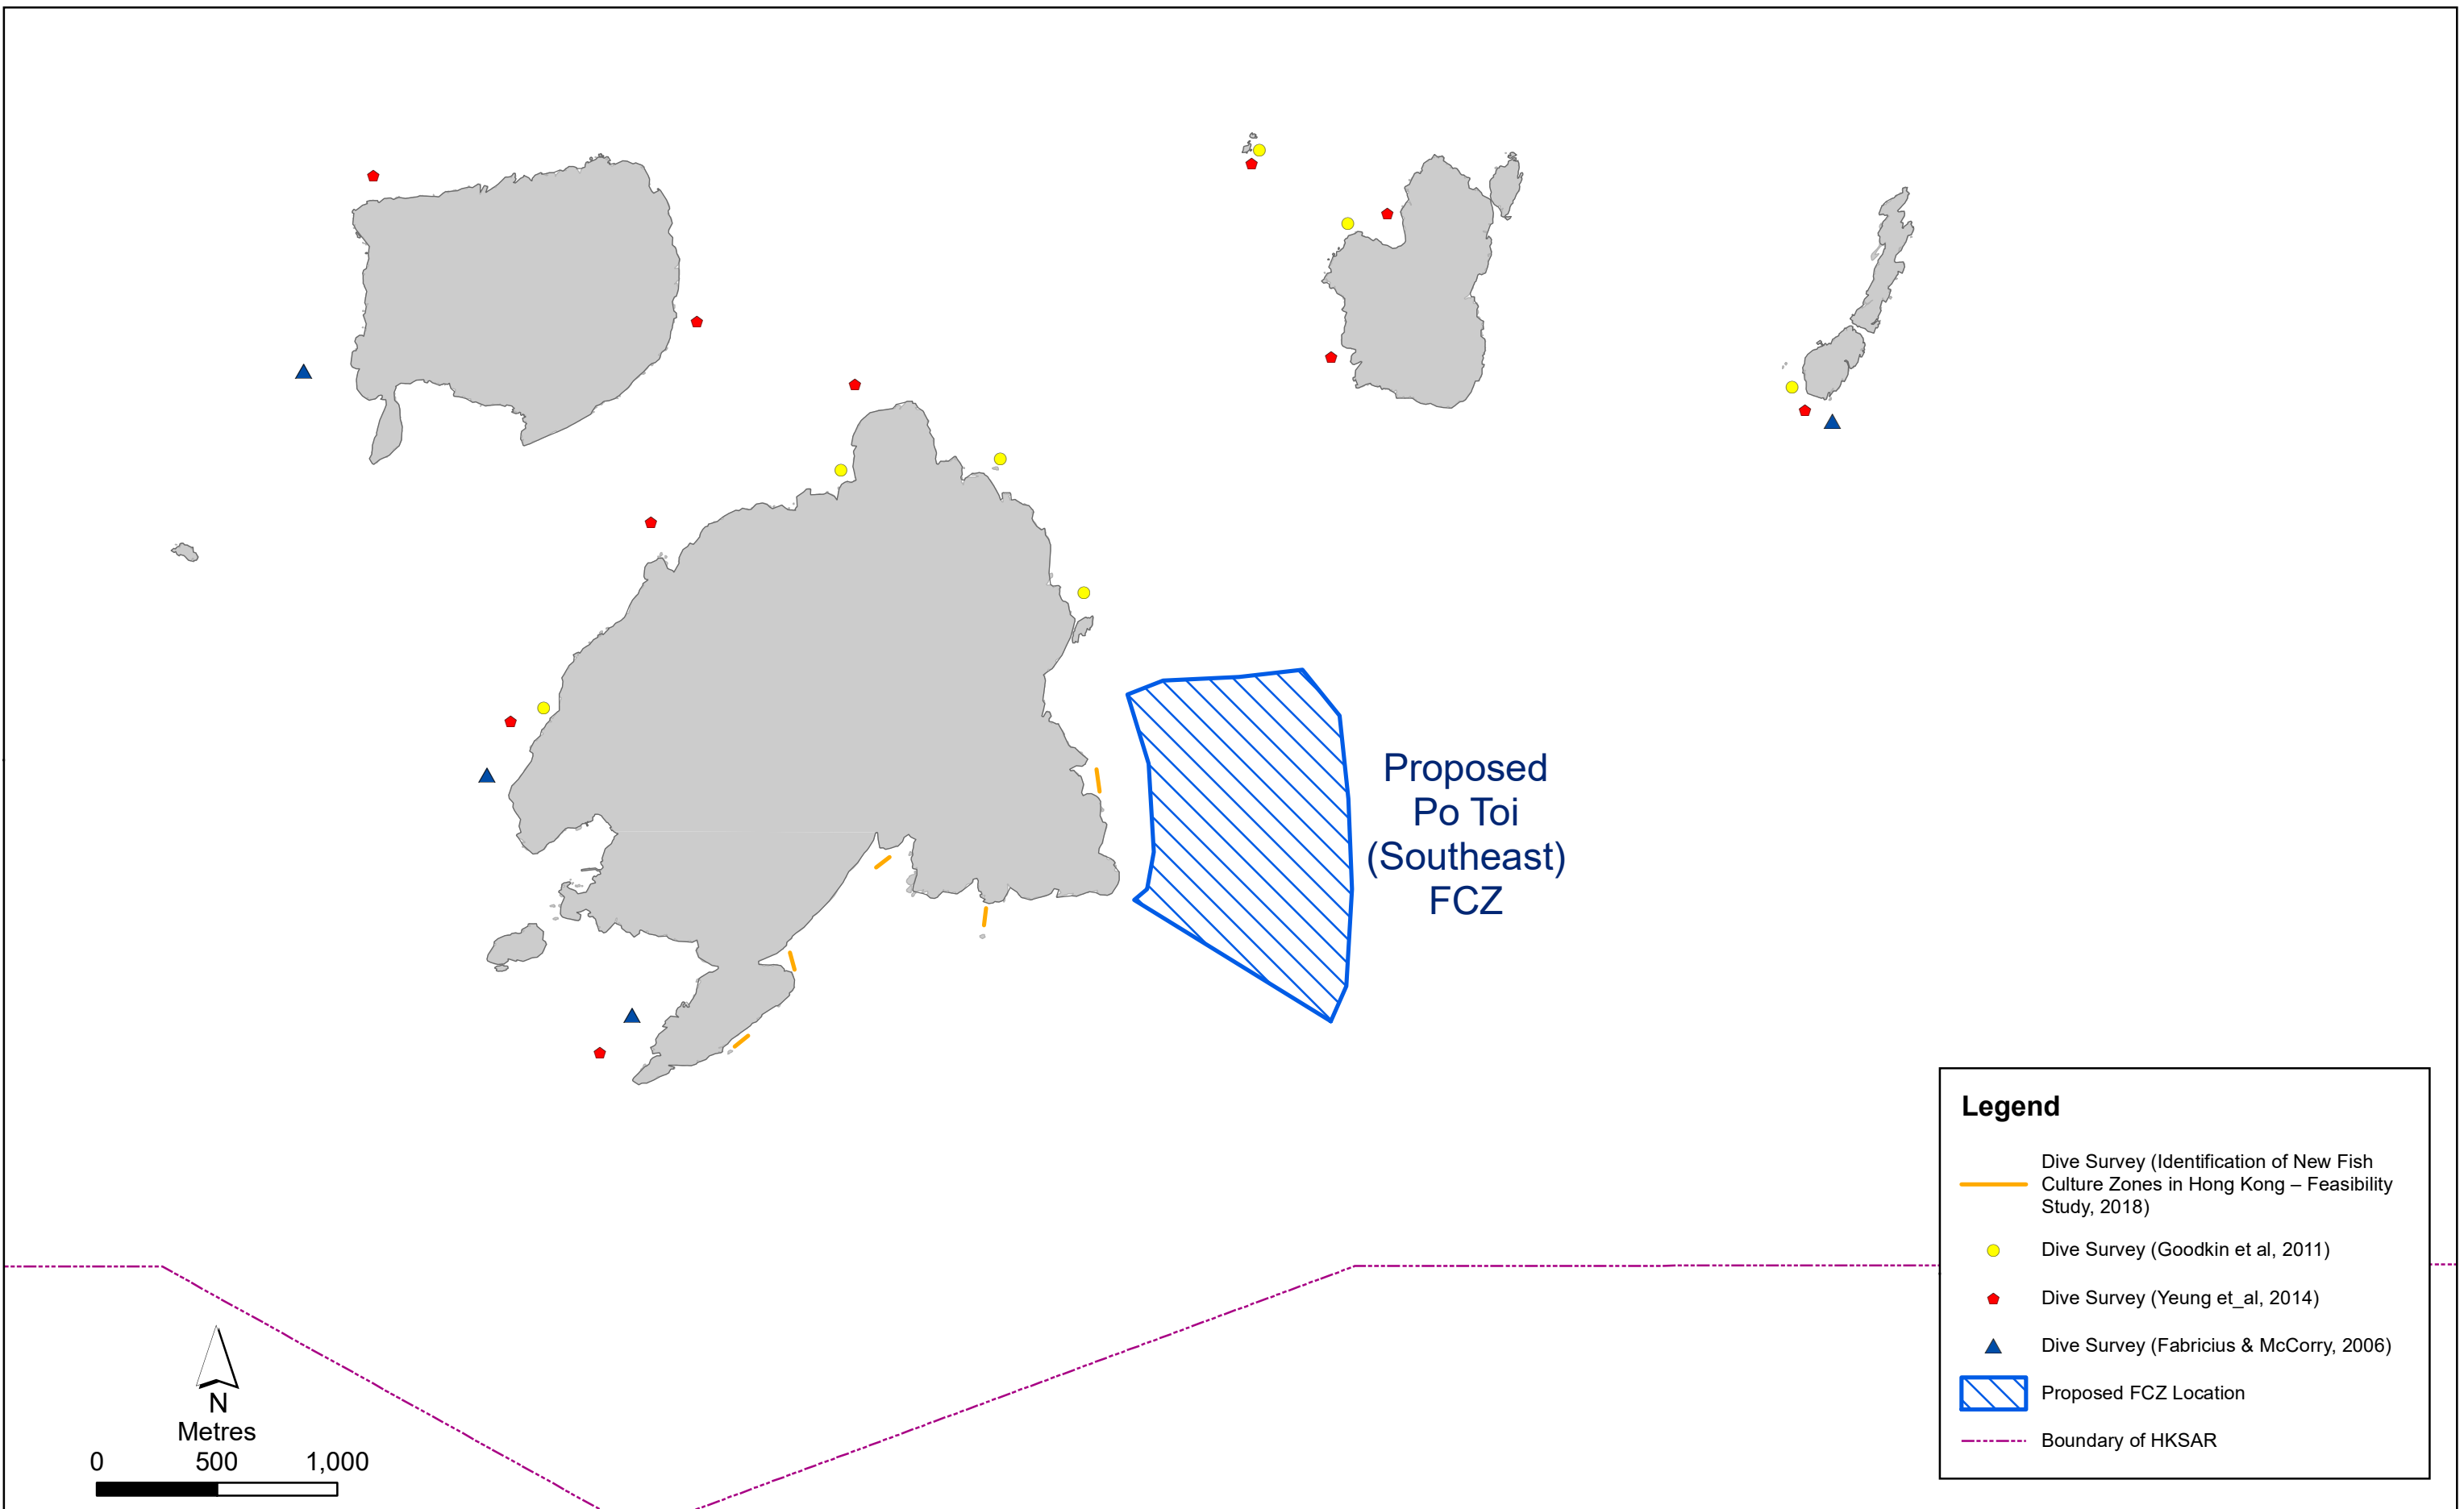 Proposed
Po Toi
(Southeast)
FCZ
Legend
Dive Survey (Identification of New Fish
Culture Zones in Hong Kong – Feasibility
Study, 2018)
Dive Survey (Goodkin et al, 2011)
Dive Survey (Yeung et_al, 2014)
Dive Survey (Fabricius & McCorry, 2006)
Proposed FCZ Location
Boundary of HKSAR
N
Metres
0 500 1,000